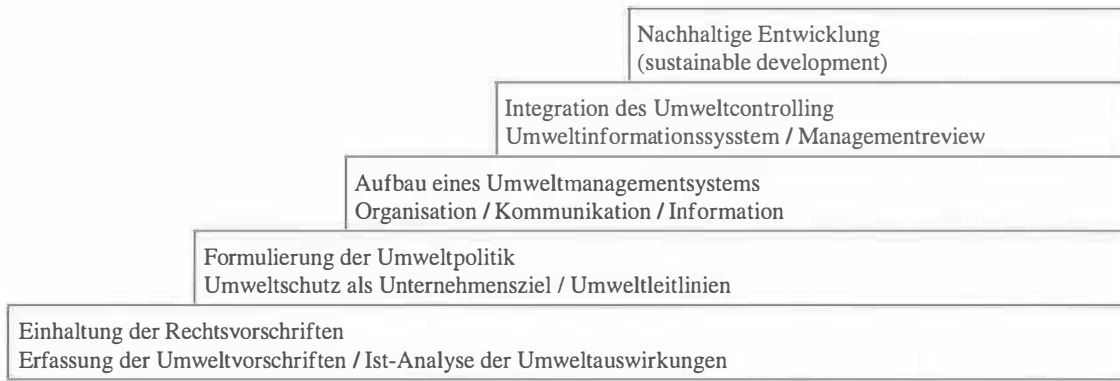 Nachhaltige Entwicklung
(sustainable development)
Integration des Umweltcontrolling
Umweltinformationssysstem / Managementreview
Aufbau eines Umweltmanagementsystems
Organisation / Kommunikation / Information
Formulierung der Umweltpolitik
Umweltschutz als Unternehmensziel / Umweltleitlinien
Einhaltung der Rechtsvorschriften
Erfassung der Umweltvorschriften / Ist-Analyse der Umweltauswirkungen